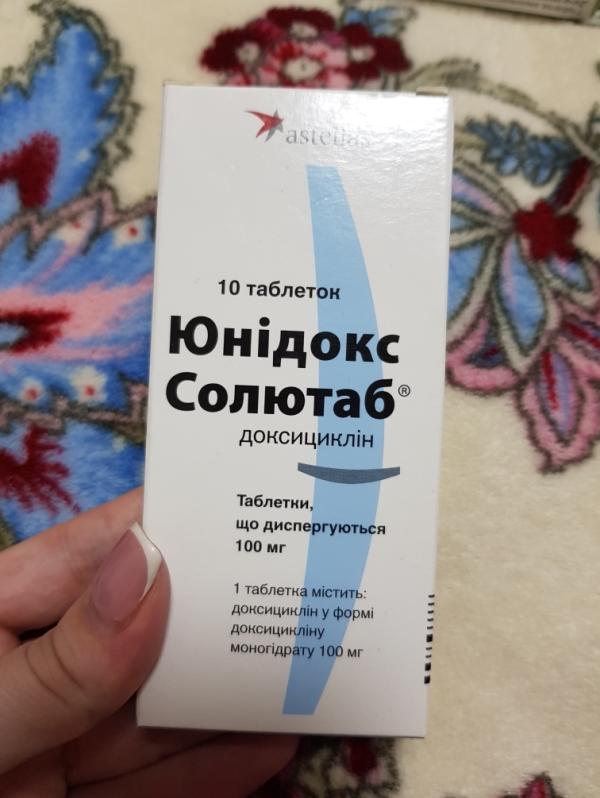 astellas
10 таблеток
Юнідокс
Солютаб®
доксициклін
Таблетки,
що диспергуються
100 мг
1 таблетка містить:
доксициклін у формі
доксицикліну
моногідрату 100 мг